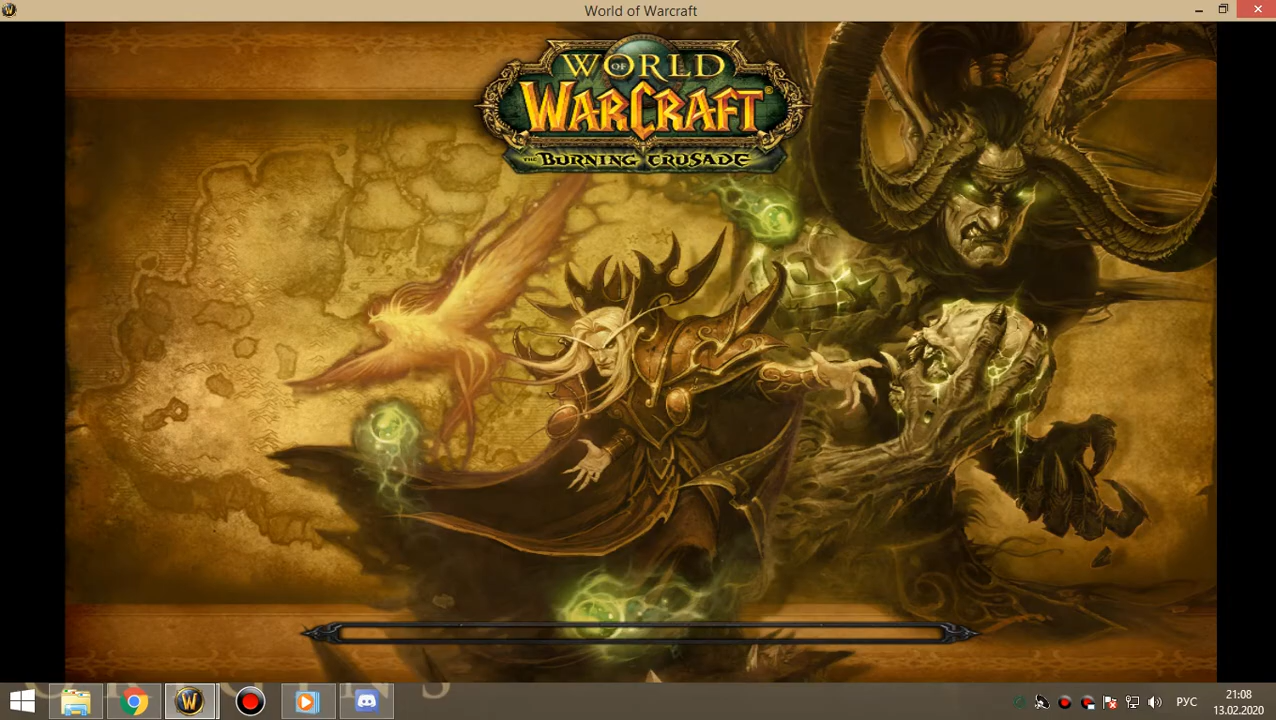 World of Warcraft
WORLD
OF
WARCRAFT®
THE BURNING CRUSADE
РУС
21:08
13.02.2020